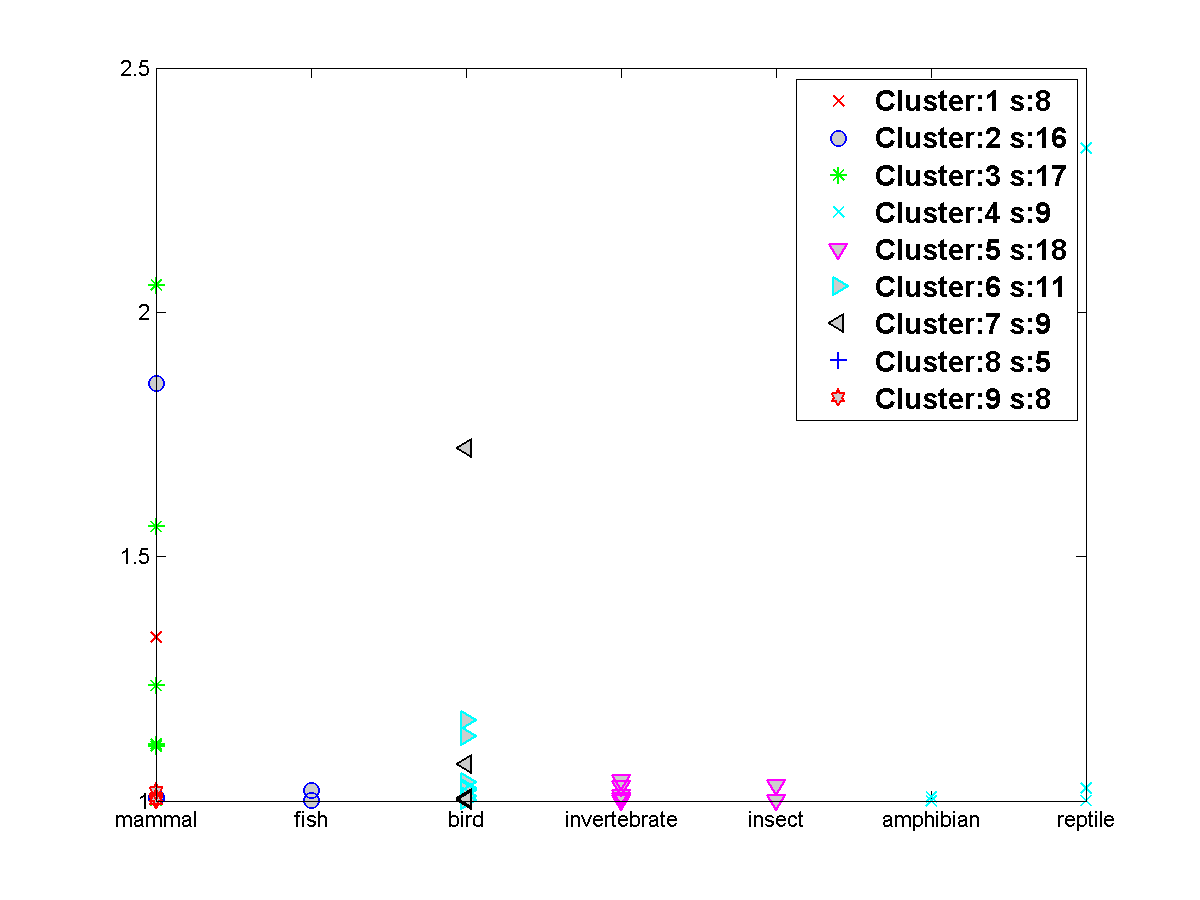 2.5
2
1.5
1
mammal fish bird invertebrate insect amphibian reptile
Cluster:1 s:8
Cluster:2 s:16
Cluster:3 s:17
Cluster:4 s:9
Cluster:5 s:18
Cluster:6 s:11
Cluster:7 s:9
Cluster:8 s:5
Cluster:9 s:8